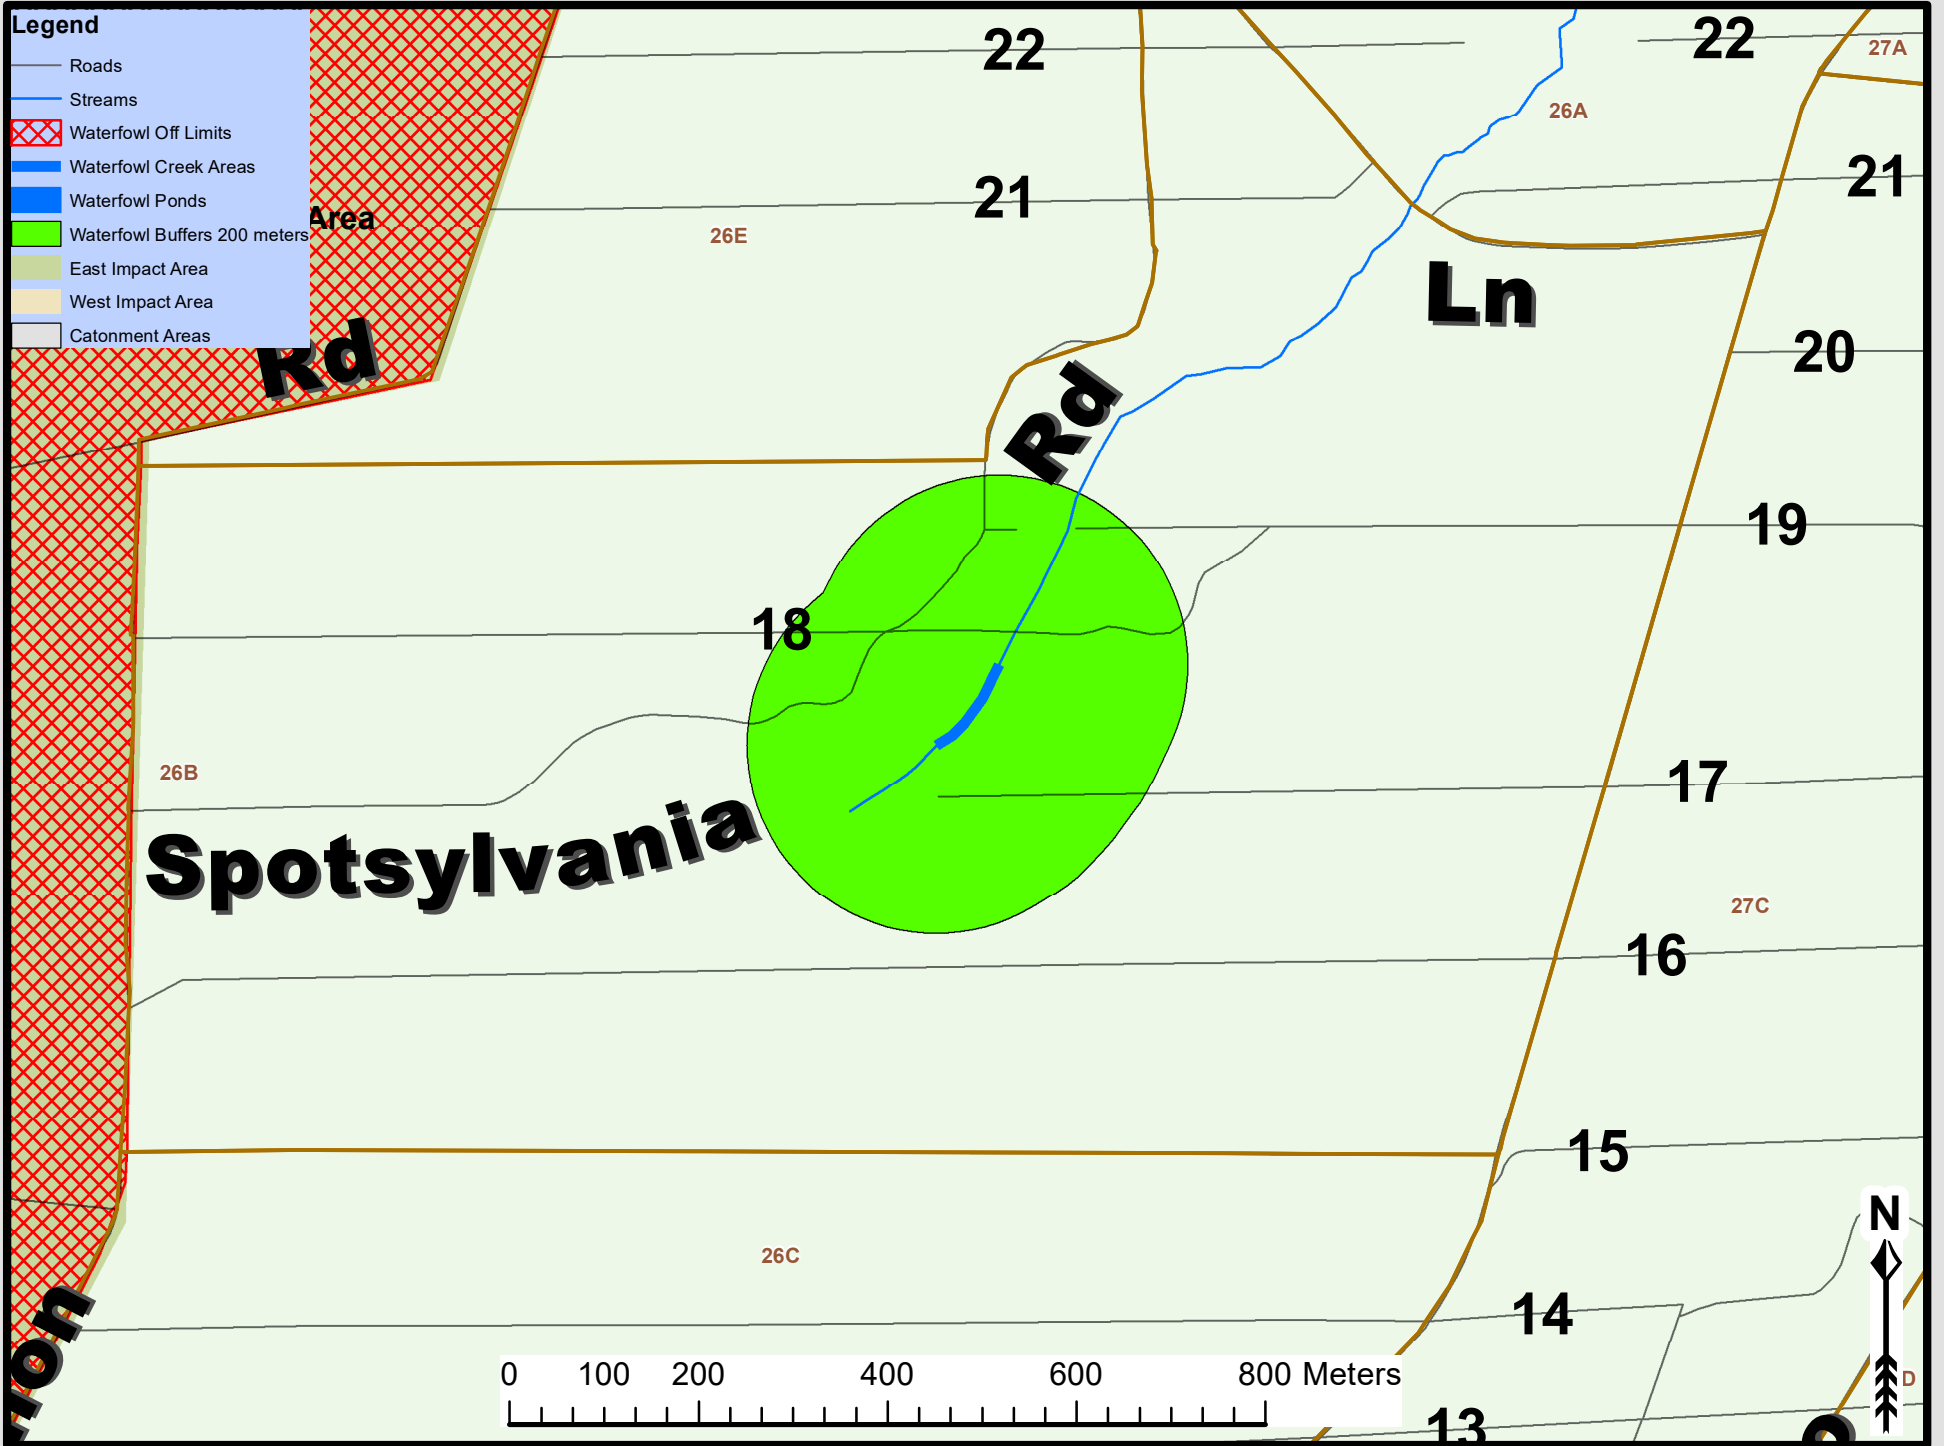 Legend
Roads
Streams
Waterfowl Off Limits
Waterfowl Creek Areas
Waterfowl Ponds
Waterfowl Buffers 200 meters
East Impact Area
West Impact Area
Catonment Areas
Area
Rd
22
22
27A
26A
21
21
26E
Ln
20
Rd
19
18
17
26B
Spotsylvania
27C
16
15
N
26C
14
0 100 200 400 600 800 Meters
13
D